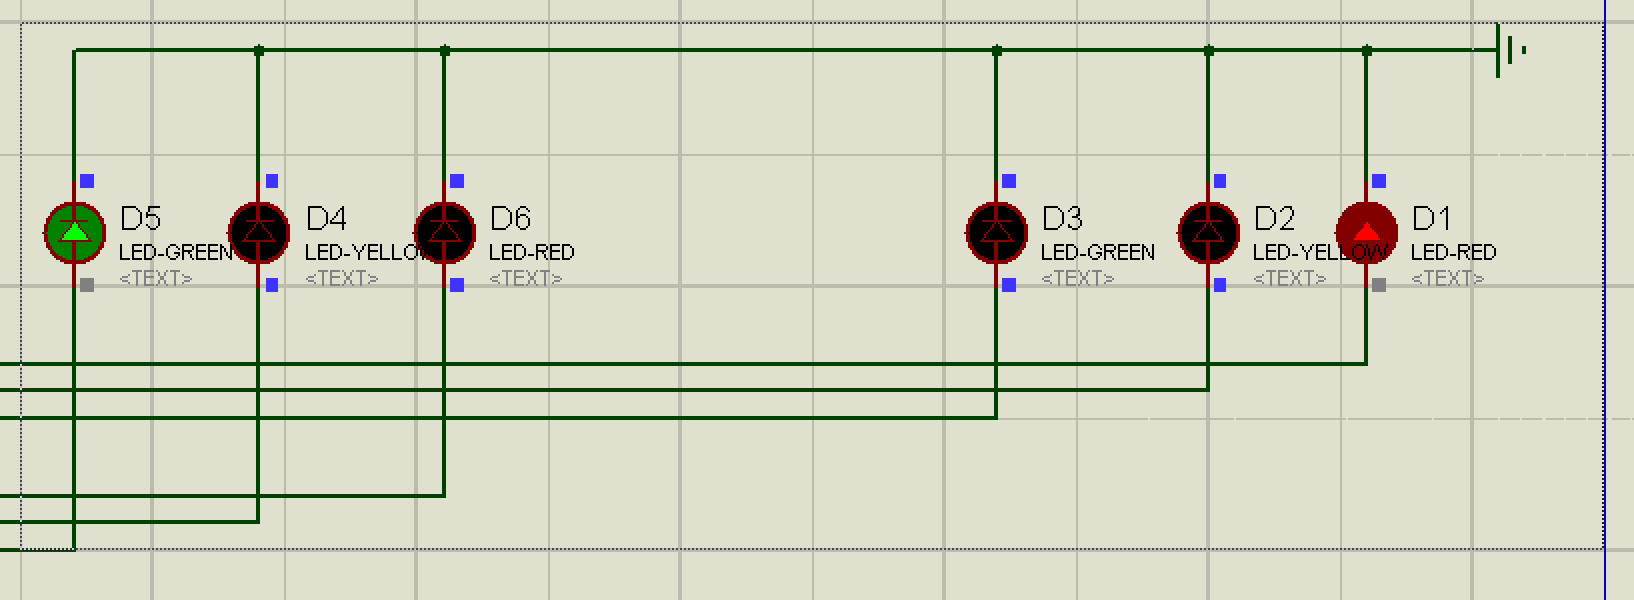 D5
LED-GREEN
<TEXT>
D4
LED-YELLOW
<TEXT>
D6
LED-RED
<TEXT>
D3
LED-GREEN
<TEXT>
D2
LED-YELLOW
<TEXT>
D1
LED-RED
<TEXT>